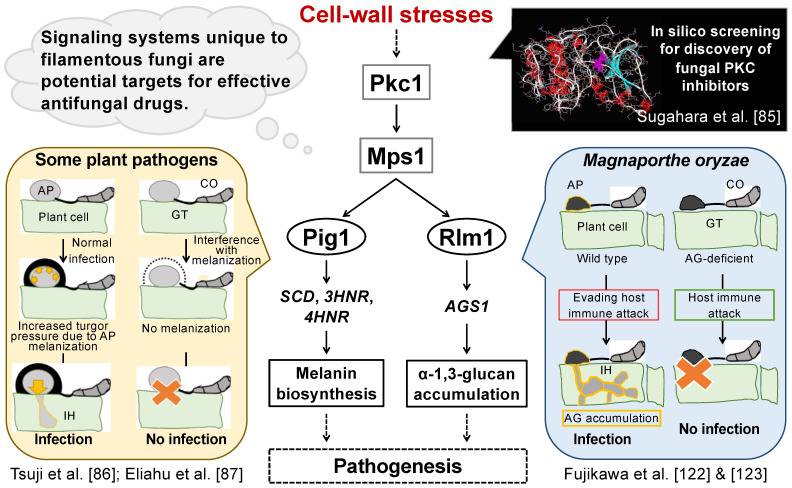 Cell-wall stresses
Signaling systems unique to
filamentous fungi are
potential targets for effective
antifungal drugs.
In silico screening
for discovery of
fungal PKC
inhibitors
Sugahara et al. [85]
Pkc1
Mps1
Pig1
Rlm1
SCD, 3HNR,
4HNR
AGS1
Melanin
biosynthesis
α-1,3-glucan
accumulation
Pathogenesis
Some plant pathogens
AP
CO
Plant cell
GT
Normal
infection
Interference
with
melanization
Increased turgor
pressure due to AP
melanization
No melanization
IH
Infection
No infection
Tsuji et al. [86]; Eliahu et al. [87]
Magnaporthe oryzae
AP
CO
Plant cell
GT
Wild type
AG-deficient
Evading host
immune attack
Host immune
attack
IH
AG accumulation
Infection
No infection
Fujikawa et al. [122] & [123]